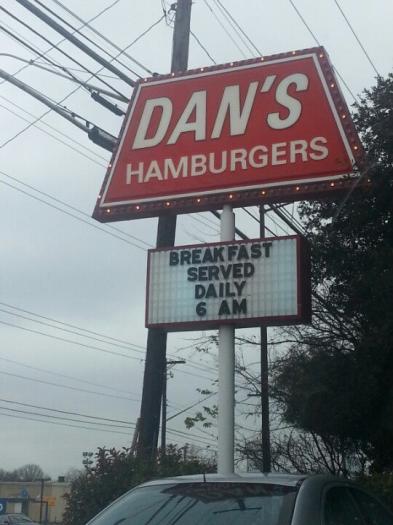 DAN'S
HAMBURGERS
BREAKFAST
SERVED
DAILY
6 AM